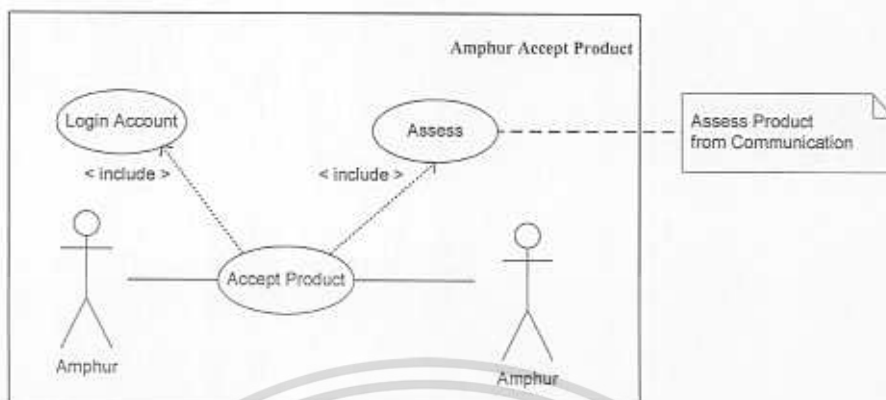 Amphur Accept Product
Login Account
Assess
Assess Product
from Communication
< include >
< include >
Accept Product
Amphur
Amphur